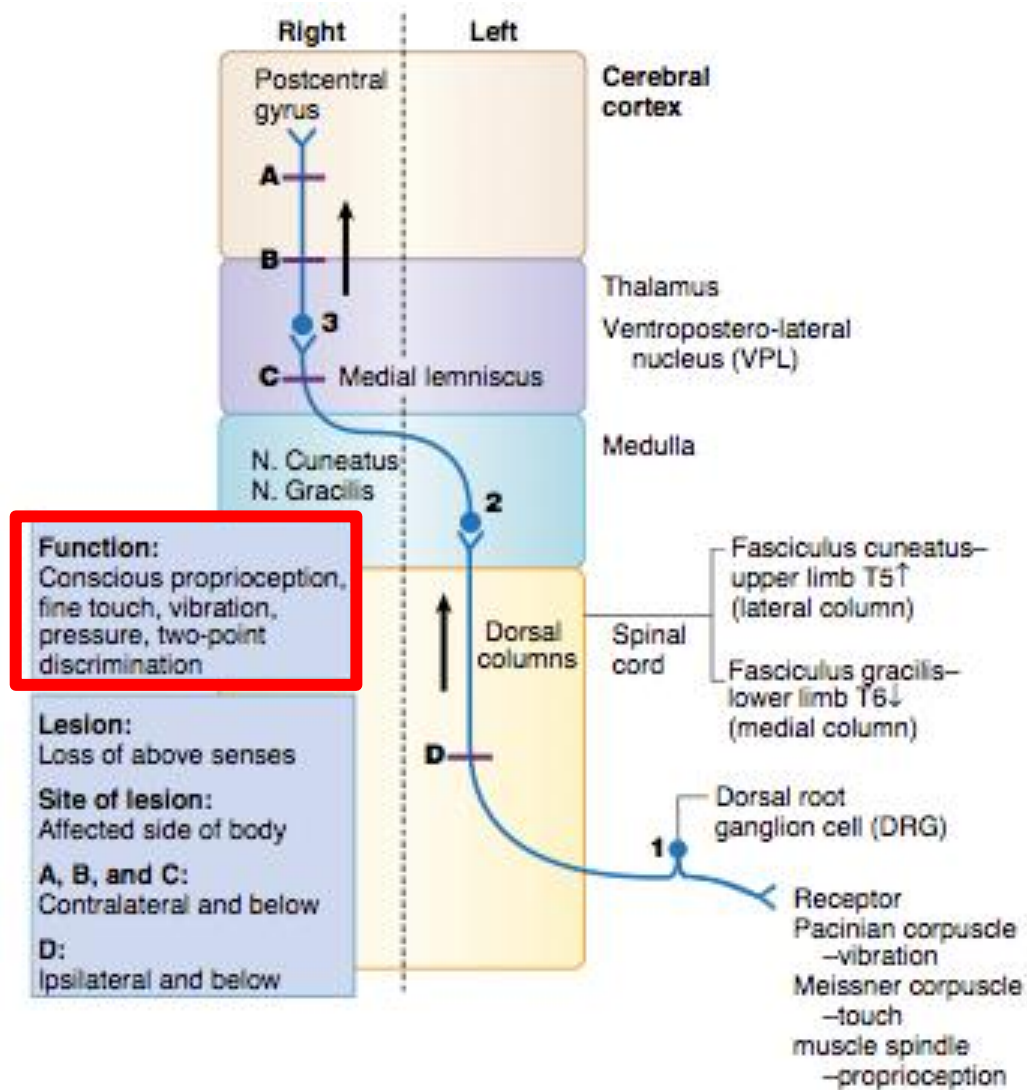 Right
Left
Postcentral
gyrus
Cerebral
cortex
A
B
3
Thalamus
Ventropostero-lateral
nucleus (VPL)
C
Medial lemniscus
N. Cuneatus
N. Gracilis
Medulla
2
Function:
Conscious proprioception,
fine touch, vibration,
pressure, two-point
discrimination
Dorsal
columns
Spinal
cord
Fasciculus cuneatus–
upper limb T5↑
(lateral column)
Fasciculus gracilis–
lower limb T6↓
(medial column)
Lesion:
Loss of above senses
Site of lesion:
Affected side of body
A, B, and C:
Contralateral and below
D:
Ipsilateral and below
D
1
Dorsal root
ganglion cell (DRG)
Receptor
Pacinian corpuscle
–vibration
Meissner corpuscle
–touch
muscle spindle
–proprioception